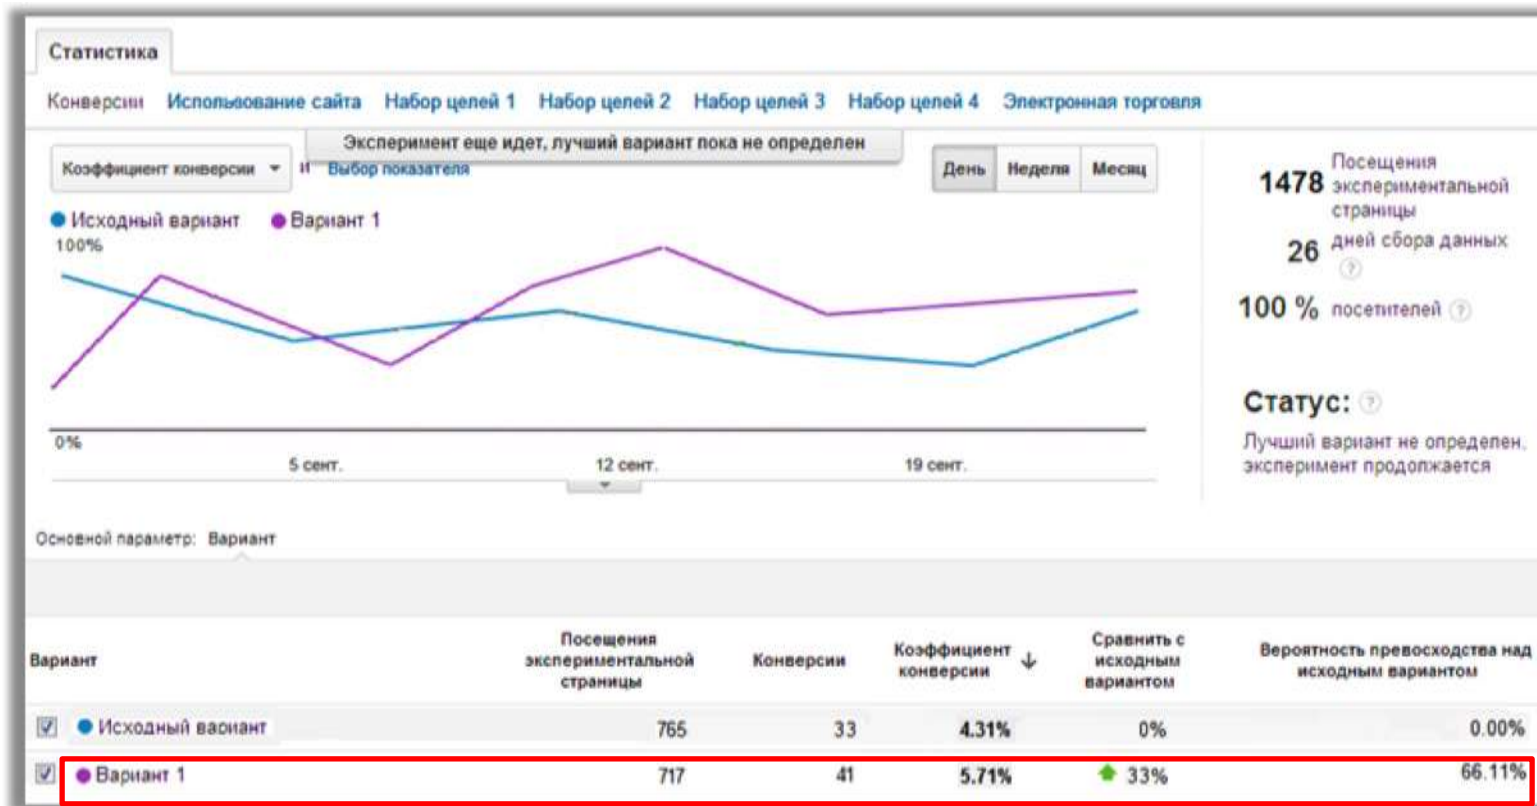 Статистика
Конверсии Использование сайта Набор целей 1 Набор целей 2 Набор целей 3 Набор целей 4 Электронная торговля
Эксперимент еще идет, лучший вариант пока не определен
Коэффициент конверсии и Выбор показателя
День Неделя Месяц
Исходный вариант Вариант 1
100%
0%
5 сент. 12 сент. 19 сент.
1478 Посещения
экспериментальной
страницы
26 дней сбора данных
?
100 % посетителей ?
Статус: ?
Лучший вариант не определен,
эксперимент продолжается
Основной параметр: Вариант
Вариант
Посещения
экспериментальной
страницы
Конверсии
Коэффициент
конверсии
Сравнить с
исходным
вариантом
Вероятность превосходства над
исходным вариантом
Исходный вариант 765 33 4.31% 0% 0.00%
Вариант 1 717 41 5.71% 33% 66.11%